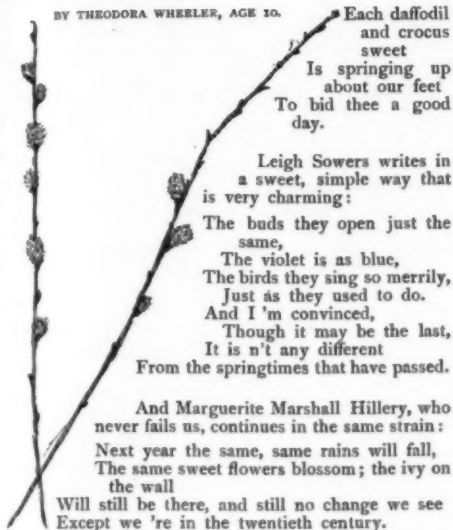 BY THEODORA WHEELER, AGE 10.
Each daffodil
and crocus
sweet
Is springing up
about our feet
To bid thee a good
day.
Leigh Sowers writes in
a sweet, simple way that
is very charming:
The buds they open just the
same,
The violet is as blue,
The birds they sing so merrily,
Just as they used to do.
And I 'm convinced,
Though it may be the last,
It is n't any different
From the springtimes that have passed.
And Marguerite Marshall Hillery, who
never fails us, continues in the same strain:
Next year the same, same rains will fall,
The same sweet flowers blossom; the ivy on
the wall
Will still be there, and still no change we see
Except we 're in the twentieth century.